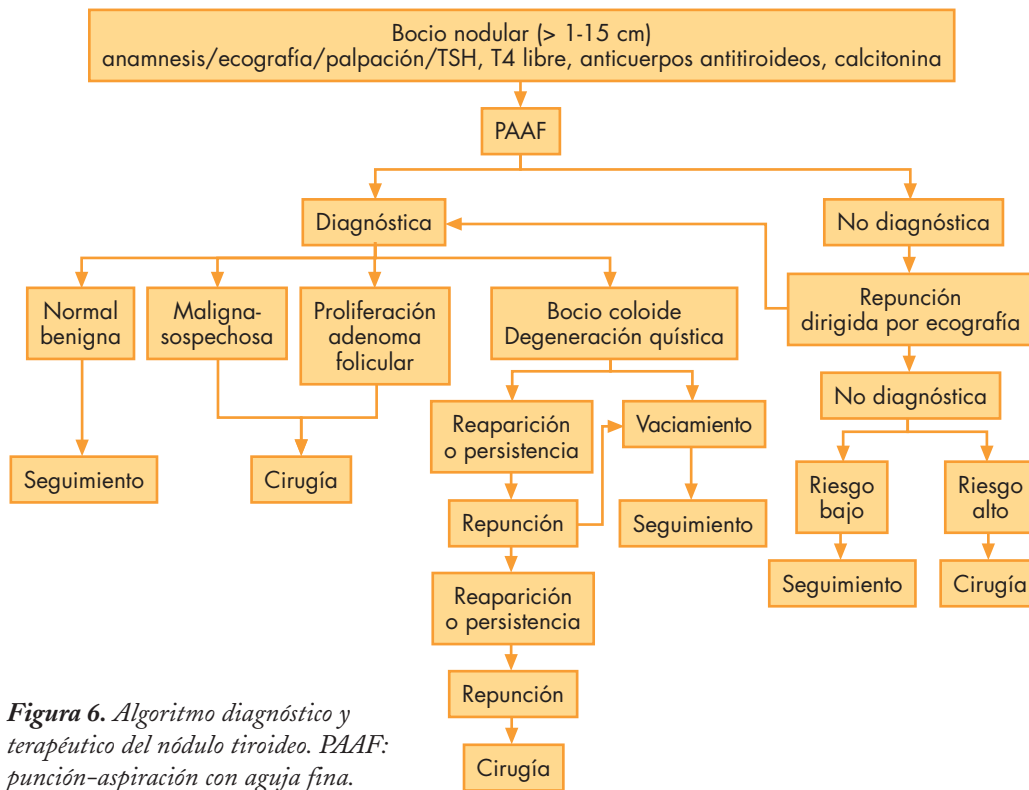 Bocio nodular (> 1-15 cm)
anamnesis/ecografía/palpación/TSH, T4 libre, anticuerpos antitiroideos, calcitonina
PAAF
Diagnóstica
No diagnóstica
Normal
benigna
Maligna-
sospechosa
Proliferación
adenoma
folicular
Bocio coloide
Degeneración quística
Repunción
dirigida por ecografía
No diagnóstica
Reaparición
o persistencia
Vaciamiento
Seguimiento
Cirugía
Riesgo
bajo
Riesgo
alto
Repunción
Seguimiento
Seguimiento
Cirugía
Reaparición
o persistencia
Repunción
Cirugía
Figura 6. Algoritmo diagnóstico y
terapéutico del nódulo tiroideo. PAAF:
punción-aspiración con aguja fina.